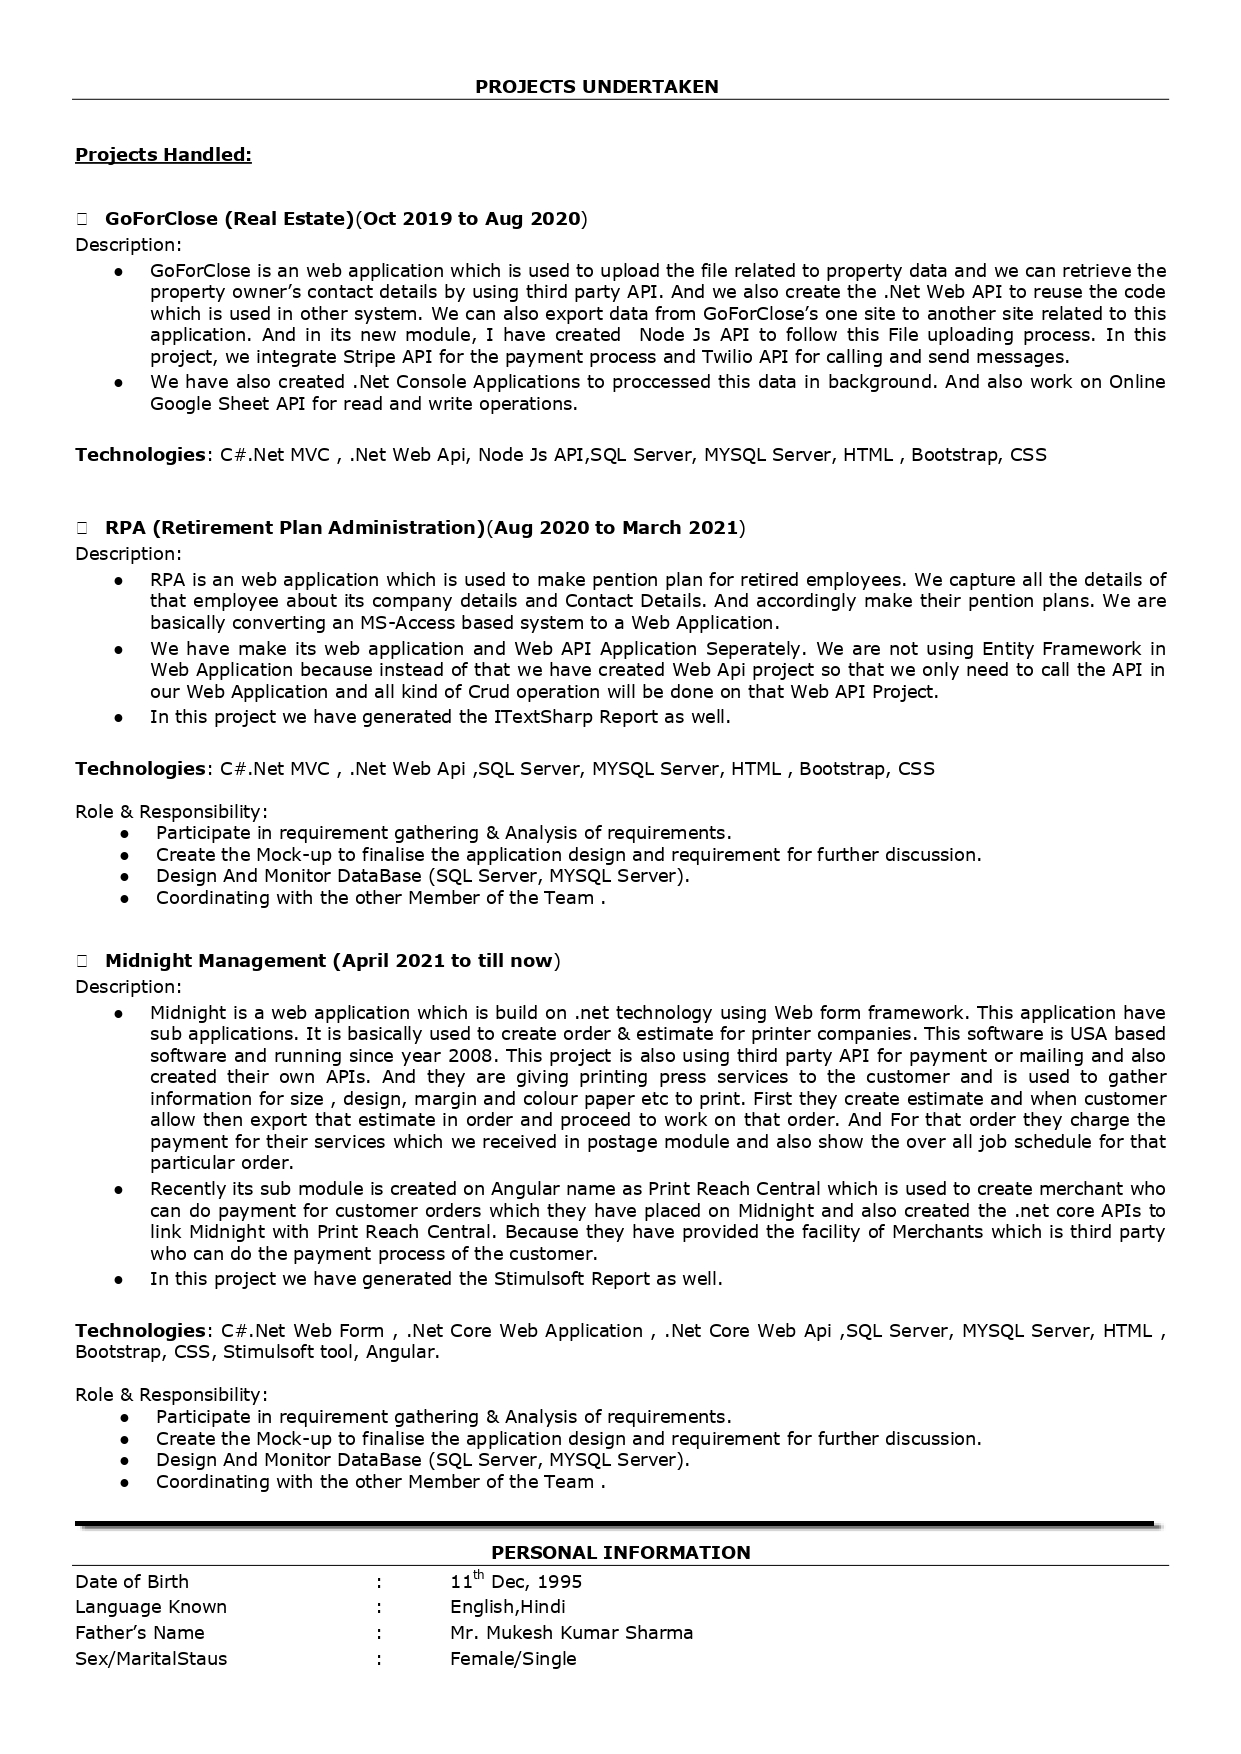 PROJECTS UNDERTAKEN
Projects Handled:
GoForClose (Real Estate)(Oct 2019 to Aug 2020)
Description:
● GoForClose is an web application which is used to upload the file related to property data and we can retrieve the
property owner’s contact details by using third party API. And we also create the .Net Web API to reuse the code
which is used in other system. We can also export data from GoForClose’s one site to another site related to this
application. And in its new module, I have created Node Js API to follow this File uploading process. In this
project, we integrate Stripe API for the payment process and Twilio API for calling and send messages.
● We have also created .Net Console Applications to proccessed this data in background. And also work on Online
Google Sheet API for read and write operations.
Technologies: C#.Net MVC , .Net Web Api, Node Js API,SQL Server, MYSQL Server, HTML , Bootstrap, CSS
RPA (Retirement Plan Administration)(Aug 2020 to March 2021)
Description:
● RPA is an web application which is used to make pention plan for retired employees. We capture all the details of
that employee about its company details and Contact Details. And accordingly make their pention plans. We are
basically converting an MS-Access based system to a Web Application.
● We have make its web application and Web API Application Seperately. We are not using Entity Framework in
Web Application because instead of that we have created Web Api project so that we only need to call the API in
our Web Application and all kind of Crud operation will be done on that Web API Project.
● In this project we have generated the ITextSharp Report as well.
Technologies: C#.Net MVC , .Net Web Api ,SQL Server, MYSQL Server, HTML , Bootstrap, CSS
Role & Responsibility:
● Participate in requirement gathering & Analysis of requirements.
● Create the Mock-up to finalise the application design and requirement for further discussion.
● Design And Monitor DataBase (SQL Server, MYSQL Server).
● Coordinating with the other Member of the Team .
Midnight Management (April 2021 to till now)
Description:
● Midnight is a web application which is build on .net technology using Web form framework. This application have
sub applications. It is basically used to create order & estimate for printer companies. This software is USA based
software and running since year 2008. This project is also using third party API for payment or mailing and also
created their own APIs. And they are giving printing press services to the customer and is used to gather
information for size , design, margin and colour paper etc to print. First they create estimate and when customer
allow then export that estimate in order and proceed to work on that order. And For that order they charge the
payment for their services which we received in postage module and also show the over all job schedule for that
particular order.
● Recently its sub module is created on Angular name as Print Reach Central which is used to create merchant who
can do payment for customer orders which they have placed on Midnight and also created the .net core APIs to
link Midnight with Print Reach Central. Because they have provided the facility of Merchants which is third party
who can do the payment process of the customer.
● In this project we have generated the Stimulsoft Report as well.
Technologies: C#.Net Web Form , .Net Core Web Application , .Net Core Web Api ,SQL Server, MYSQL Server, HTML ,
Bootstrap, CSS, Stimulsoft tool, Angular.
Role & Responsibility:
● Participate in requirement gathering & Analysis of requirements.
● Create the Mock-up to finalise the application design and requirement for further discussion.
● Design And Monitor DataBase (SQL Server, MYSQL Server).
● Coordinating with the other Member of the Team .
PERSONAL INFORMATION
Date of Birth : 11th Dec, 1995
Language Known : English,Hindi
Father’s Name : Mr. Mukesh Kumar Sharma
Sex/MaritalStaus : Female/Single